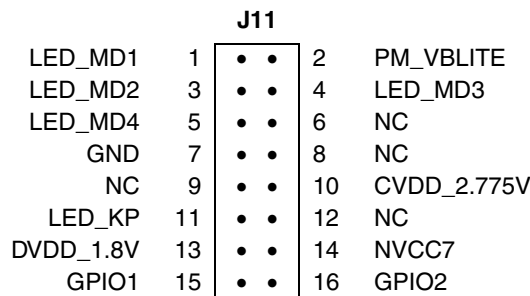 J11
LED_MD1 1 2 PM_VBLITE
LED_MD2 3 4 LED_MD3
LED_MD4 5 6 NC
GND 7 8 NC
NC 9 10 CVDD_2.775V
LED_KP 11 12 NC
DVDD_1.8V 13 14 NVCC7
GPIO1 15 16 GPIO2